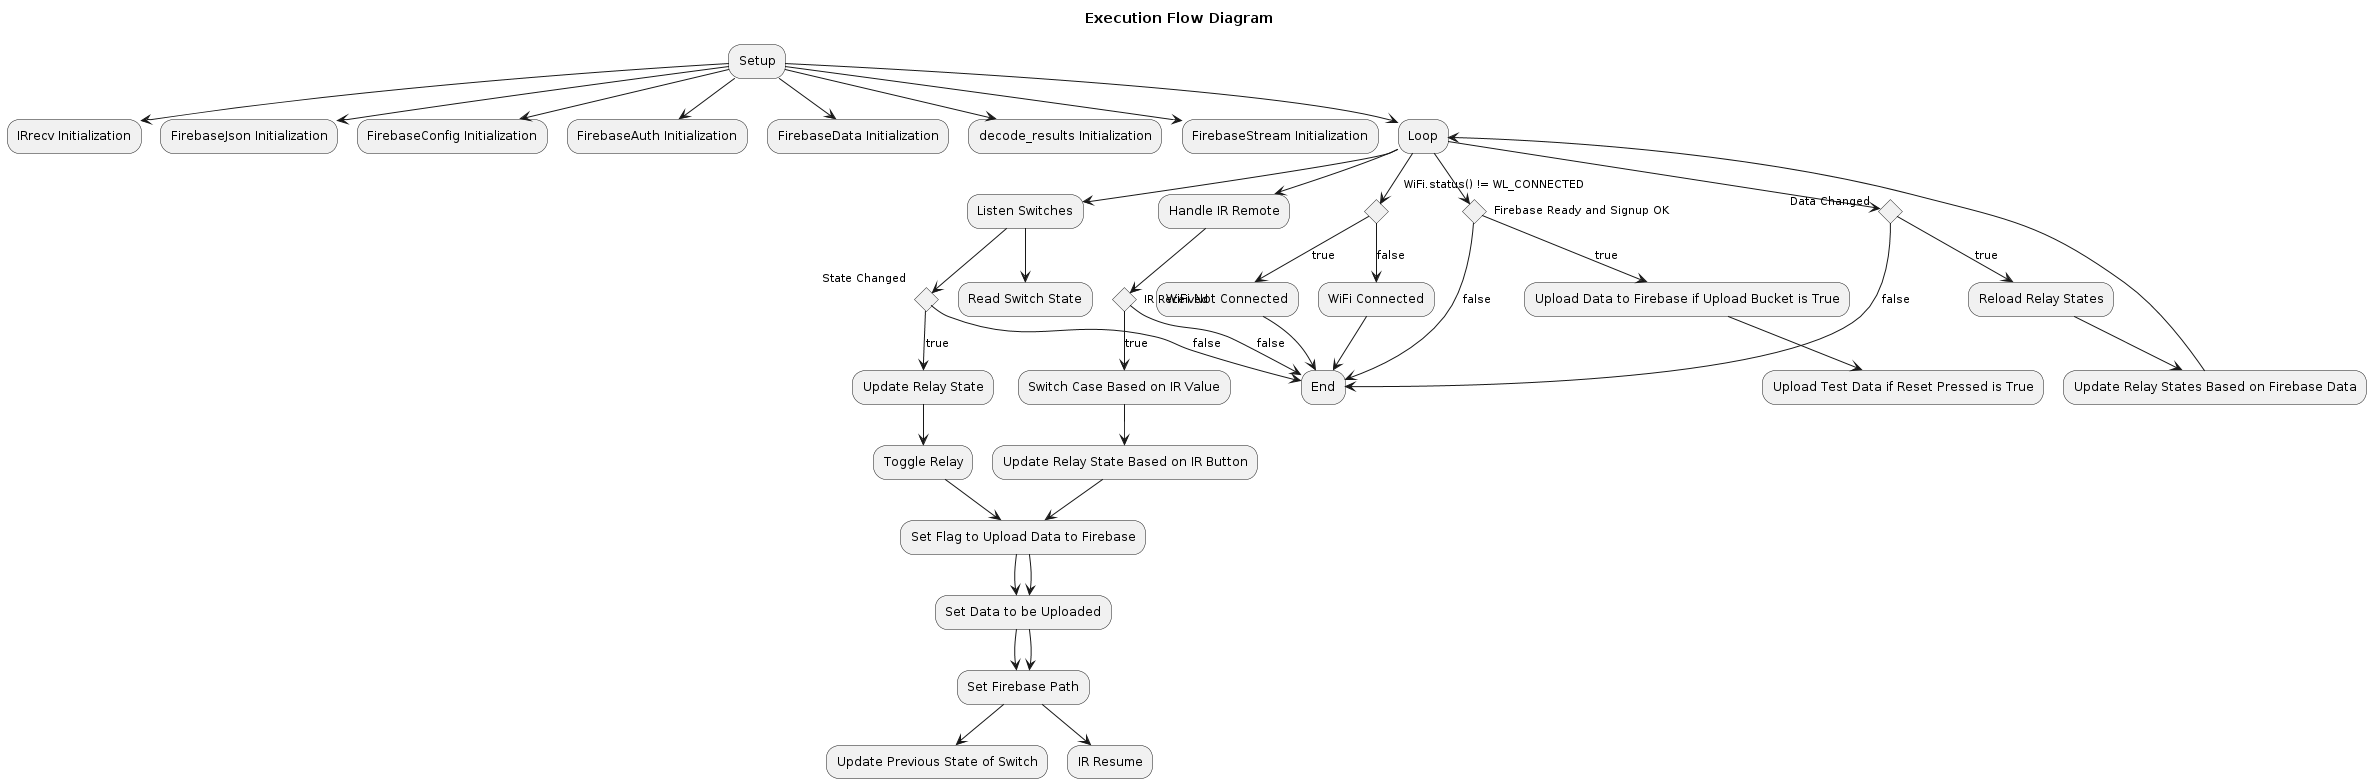 Execution Flow Diagram
Setup
IRrecv Initialization
FirebaseJson Initialization
FirebaseConfig Initialization
FirebaseAuth Initialization
FirebaseData Initialization
decode_results Initialization
FirebaseStream Initialization
Loop
WiFi.status() != WL_CONNECTED
Data Changed
Listen Switches
Handle IR Remote
Firebase Ready and Signup OK
true
false
true
true
State Changed
Read Switch State
IR Received
WiFi Not Connected
WiFi Connected
false
Upload Data to Firebase if Upload Bucket is True
false
Reload Relay States
true
true
false
false
Update Relay State
Switch Case Based on IR Value
End
Upload Test Data if Reset Pressed is True
Update Relay States Based on Firebase Data
Toggle Relay
Update Relay State Based on IR Button
Set Flag to Upload Data to Firebase
Set Data to be Uploaded
Set Firebase Path
Update Previous State of Switch
IR Resume